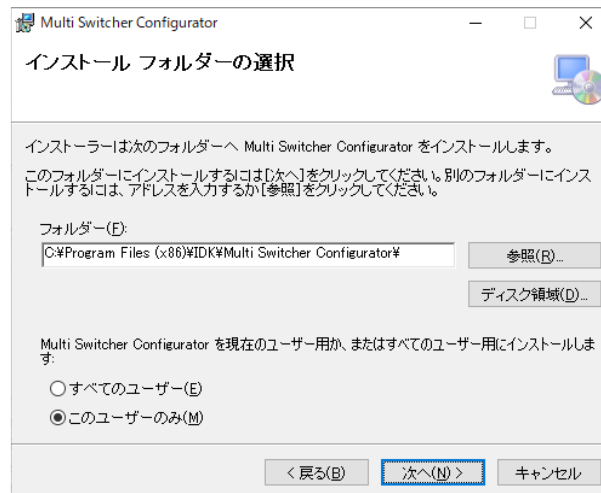 Multi Switcher Configurator
インストール フォルダーの選択
インストーラーは次のフォルダーへ Multi Switcher Configurator をインストールします。
このフォルダーにインストールするには[次へ]をクリックしてください。別のフォルダーにインス
トールするには、アドレスを入力するか[参照]をクリックしてください。
フォルダー(F):
C:¥Program Files (x86)¥IDK¥Multi Switcher Configurator¥
参照(R)...
ディスク領域(D)...
Multi Switcher Configurator を現在のユーザー用か、またはすべてのユーザー用にインストールしま
す:
すべてのユーザー(E)
このユーザーのみ(M)
< 戻る(B)
次へ(N) >
キャンセル